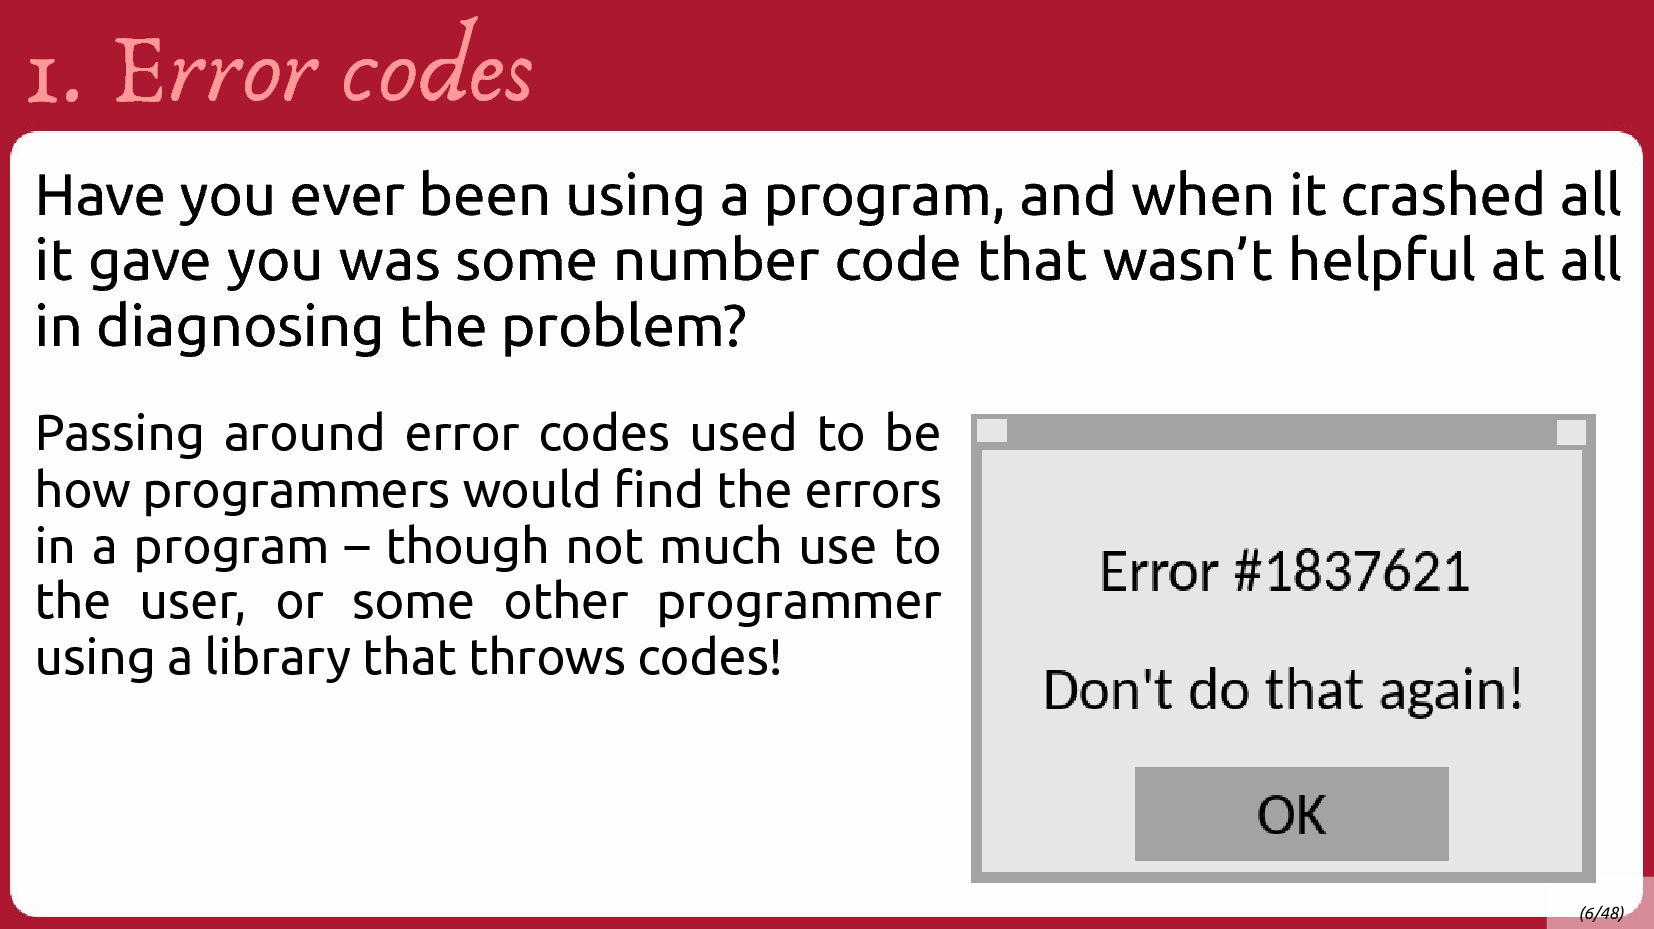 1. Error codes
Have you ever been using a program, and when it crashed all
it gave you was some number code that wasn’t helpful at all
in diagnosing the problem?
Passing around error codes used to be
how programmers would find the errors
in a program – though not much use to
the user, or some other programmer
using a library that throws codes!
Error #1837621
Don't do that again!
OK
(6/48)